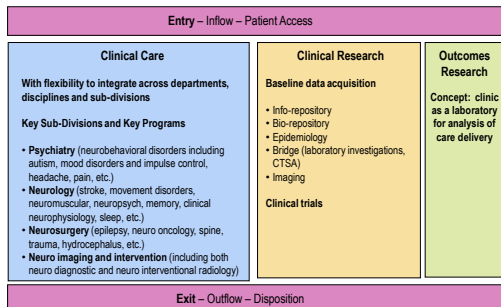 Entry – Inflow – Patient Access
Clinical Care
With flexibility to integrate across departments,
disciplines and sub-divisions
Key Sub-Divisions and Key Programs
• Psychiatry (neurobehavioral disorders including
autism, mood disorders and impulse control,
headache, pain, etc.)
• Neurology (stroke, movement disorders,
neuromuscular, neuropsych, memory, clinical
neurophysiology, sleep, etc.)
• Neurosurgery (epilepsy, neuro oncology, spine,
trauma, hydrocephalus, etc.)
• Neuro imaging and intervention (including both
neuro diagnostic and neuro interventional radiology)
Clinical Research
Baseline data acquisition
• Info-repository
• Bio-repository
• Epidemiology
• Bridge (laboratory investigations,
CTSA)
• Imaging
Clinical trials
Outcomes
Research
Concept: clinic
as a laboratory
for analysis of
care delivery
Exit – Outflow – Disposition